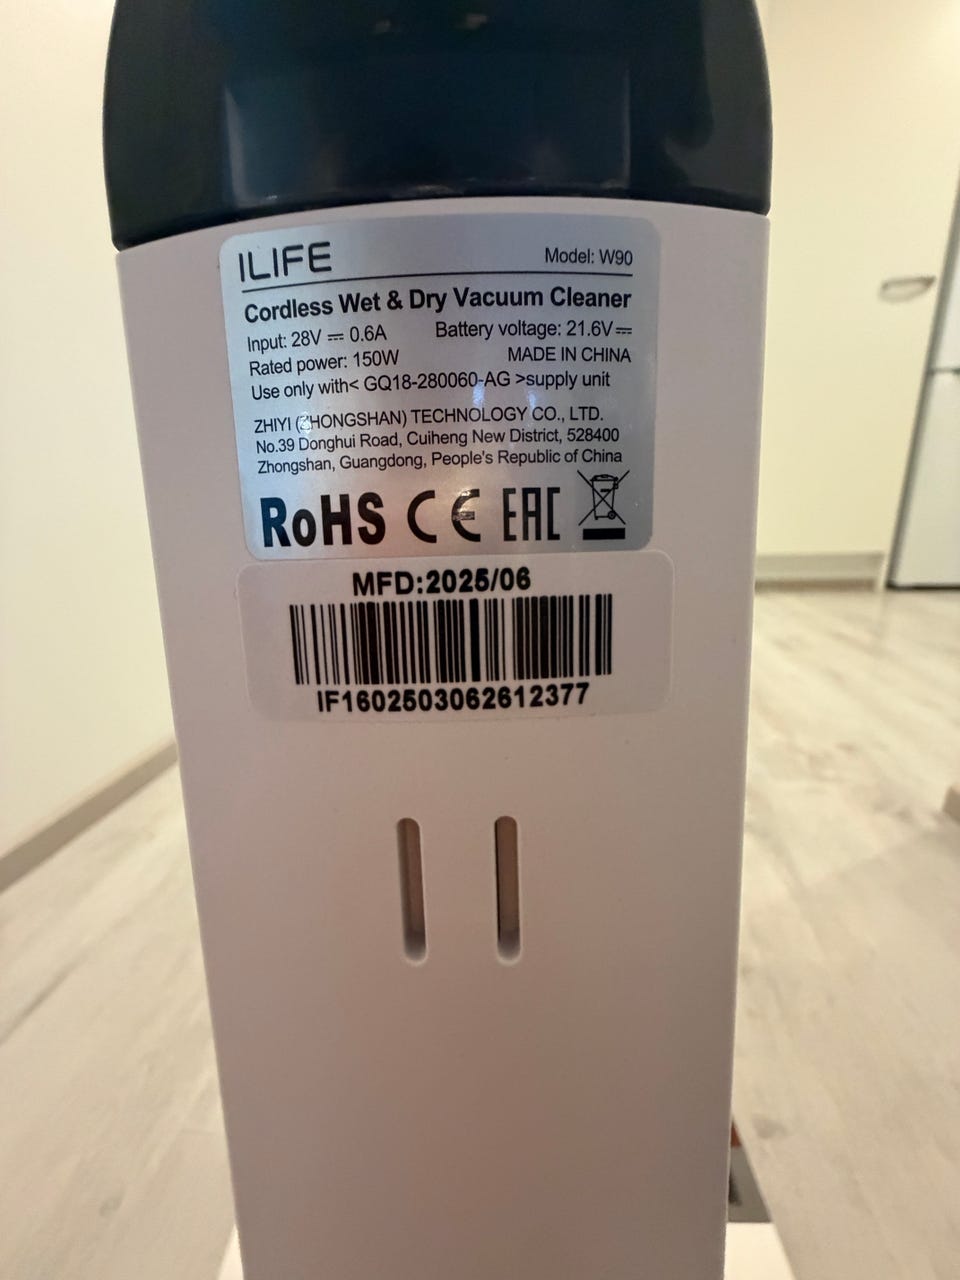 ILIFE Model: W90
Cordless Wet & Dry Vacuum Cleaner
Input: 28V ⎓ 0.6A Battery voltage: 21.6V⎓
Rated power: 150W MADE IN CHINA
Use only with< GQ18-280060-AG >supply unit
ZHIYI (ZHONGSHAN) TECHNOLOGY CO., LTD.
No.39 Donghui Road, Cuiheng New District, 528400
Zhongshan, Guangdong, People's Republic of China
RoHS CE EAC
MFD:2025/06
IF1602503062612377